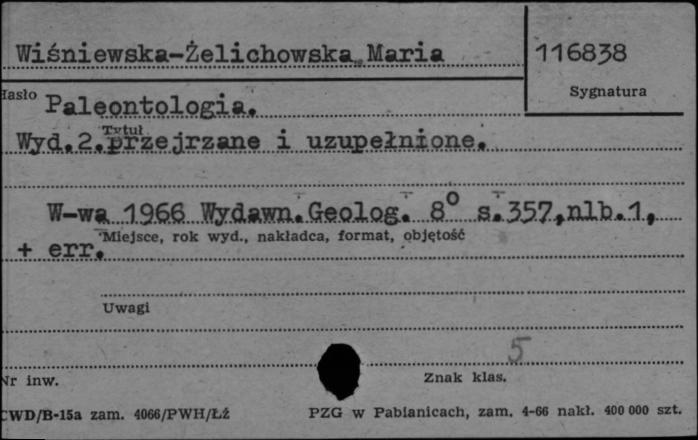 Wiśniewska-Żelichowska Maria
116838
Sygnatura
Hasło
Paleontologia.
Tytuł
Wyd.2.przejrzane i uzupełnione.
W-wa 1966 Wydawn.Geolog. 8° s.357,nlb.1,
Miejsce, rok wyd., nakładca, format, objętość
+ err.
Uwagi
5
Nr inw.
Znak klas.
CWD/B-15a zam. 4066/PWH/Łź
PZG w Pabianicach, zam. 4-66 nakł. 400 000 szt.